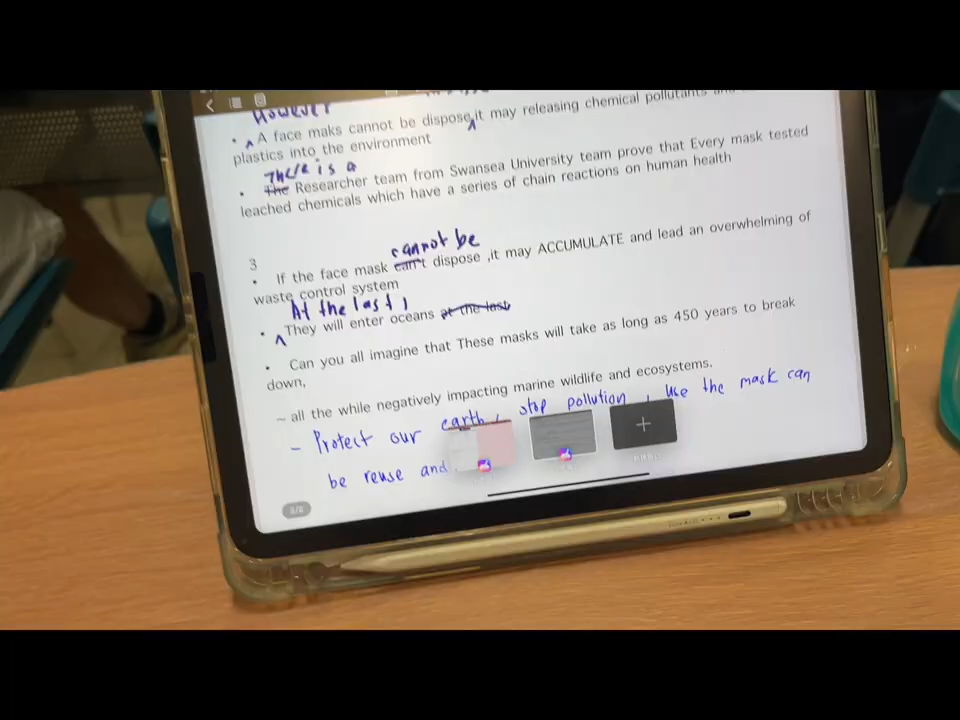 However
• ^ A face maks cannot be dispose,it may releasing chemical pollutants and
plastics into the environment
There is a
• The Researcher team from Swansea University team prove that Every mask tested
leached chemicals which have a series of chain reactions on human health
3
cannot be
• If the face mask can't dispose ,it may ACCUMULATE and lead an overwhelming of
waste control system
At the last ,
• ^ They will enter oceans at the last
• Can you all imagine that These masks will take as long as 450 years to break
down,
~ all the while negatively impacting marine wildlife and ecosystems.
- Protect our earth, stop pollution , use the mask can
be reuse and
3/5